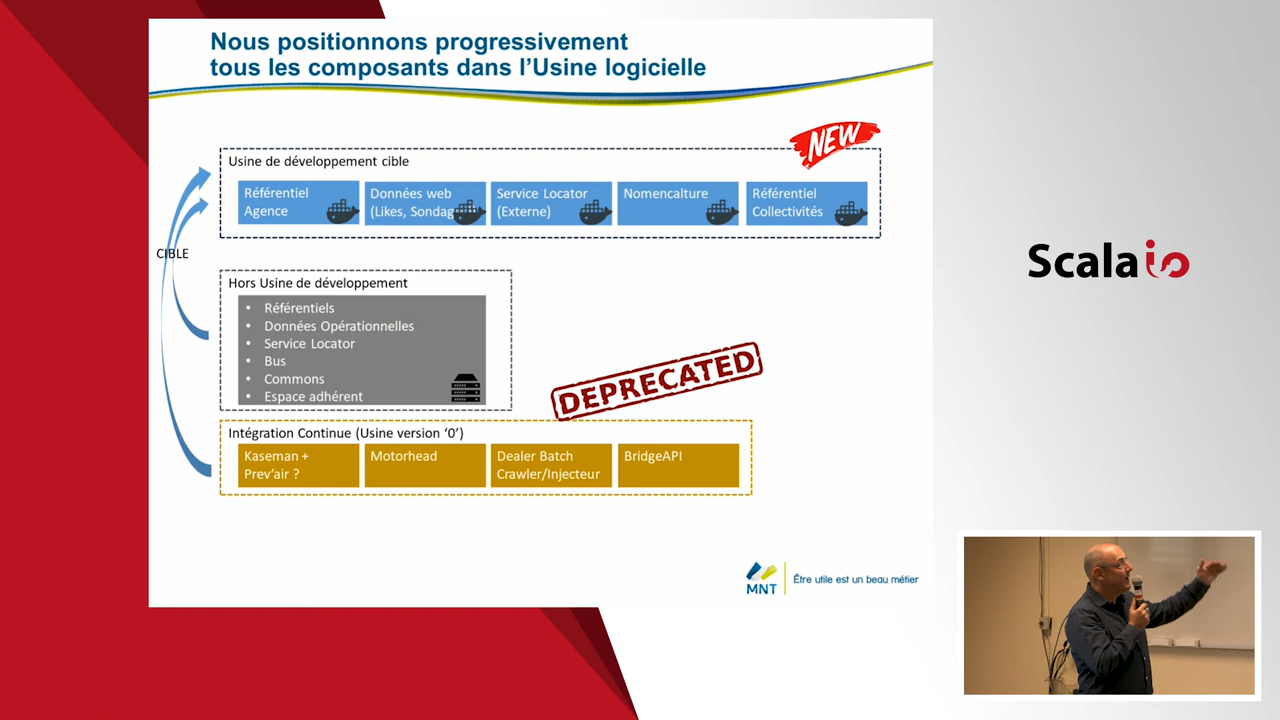 Nous positionnons progressivement
tous les composants dans l'Usine logicielle
NEW
Usine de développement cible
Référentiel
Agence
Données web
(Likes, Sondag
Service Locator
(Externe)
Nomencalture
Référentiel
Collectivités
CIBLE
Hors Usine de développement
• Référentiels
• Données Opérationnelles
• Service Locator
• Bus
• Commons
• Espace adhérent
DEPRECATED
Intégration Continue (Usine version '0')
Kaseman +
Prev'air ?
Motorhead
Dealer Batch
Crawler/Injecteur
BridgeAPI
MNT
Être utile est un beau métier
Scala io